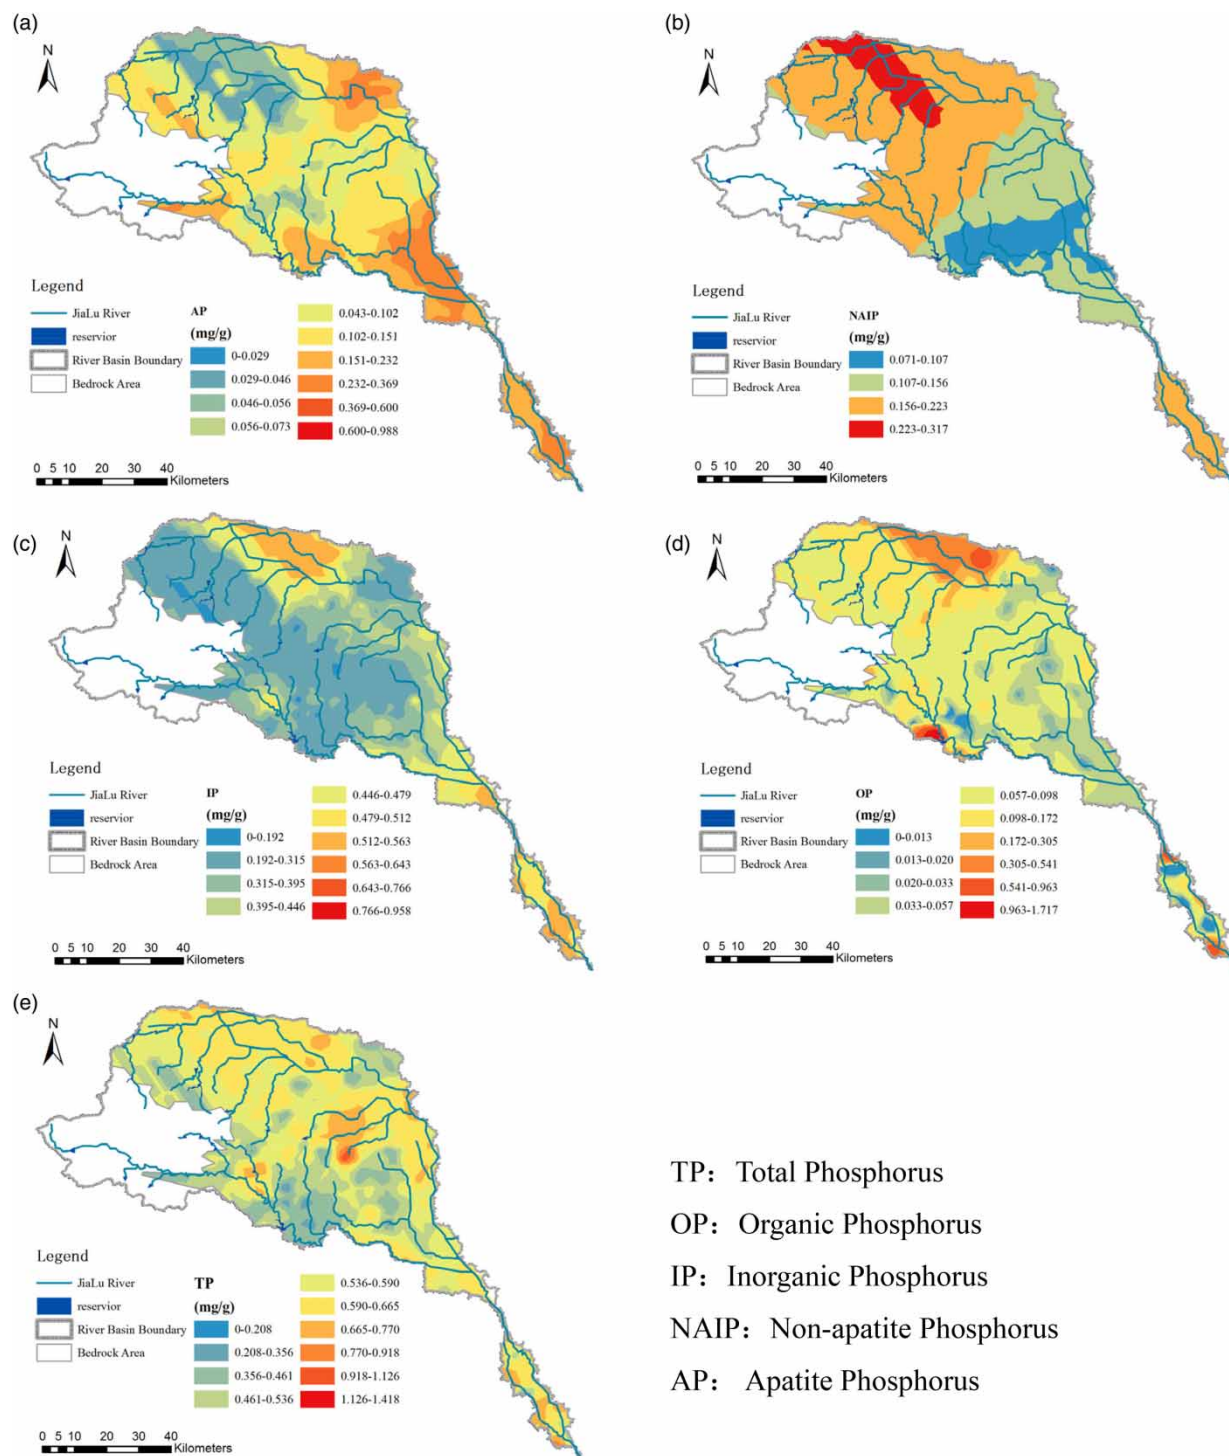 (a)
N
Legend
JiaLu River
reservior
River Basin Boundary
Bedrock Area
AP
(mg/g)
0-0.029
0.029-0.046
0.046-0.056
0.056-0.073
0.043-0.102
0.102-0.151
0.151-0.232
0.232-0.369
0.369-0.600
0.600-0.988
0 5 10 20 30 40
Kilometers
(b)
N
Legend
JiaLu River
reservior
River Basin Boundary
Bedrock Area
NAIP
(mg/g)
0.071-0.107
0.107-0.156
0.156-0.223
0.223-0.317
0 5 10 20 30 40
Kilometers
(c)
N
Legend
JiaLu River
reservior
River Basin Boundary
Bedrock Area
IP
(mg/g)
0-0.192
0.192-0.315
0.315-0.395
0.395-0.446
0.446-0.479
0.479-0.512
0.512-0.563
0.563-0.643
0.643-0.766
0.766-0.958
0 5 10 20 30 40
Kilometers
(d)
N
Legend
JiaLu River
reservior
River Basin Boundary
Bedrock Area
OP
(mg/g)
0-0.013
0.013-0.020
0.020-0.033
0.033-0.057
0.057-0.098
0.098-0.172
0.172-0.305
0.305-0.541
0.541-0.963
0.963-1.717
0 5 10 20 30 40
Kilometers
(e)
N
Legend
JiaLu River
reservior
River Basin Boundary
Bedrock Area
TP
(mg/g)
0-0.208
0.208-0.356
0.356-0.461
0.461-0.536
0.536-0.590
0.590-0.665
0.665-0.770
0.770-0.918
0.918-1.126
1.126-1.418
0 5 10 20 30 40
Kilometers
TP： Total Phosphorus
OP： Organic Phosphorus
IP： Inorganic Phosphorus
NAIP： Non-apatite Phosphorus
AP： Apatite Phosphorus